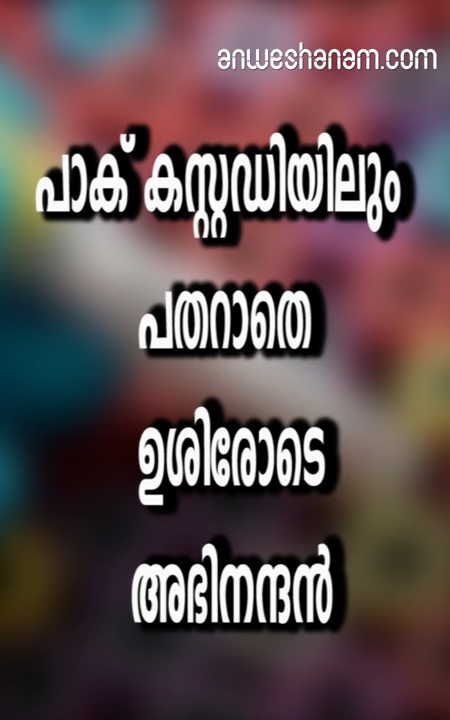 anweshanam.com
പാക് കസ്റ്റഡിയിലും
പതറാതെ
ഉശിരോടെ
അഭിനന്ദൻ